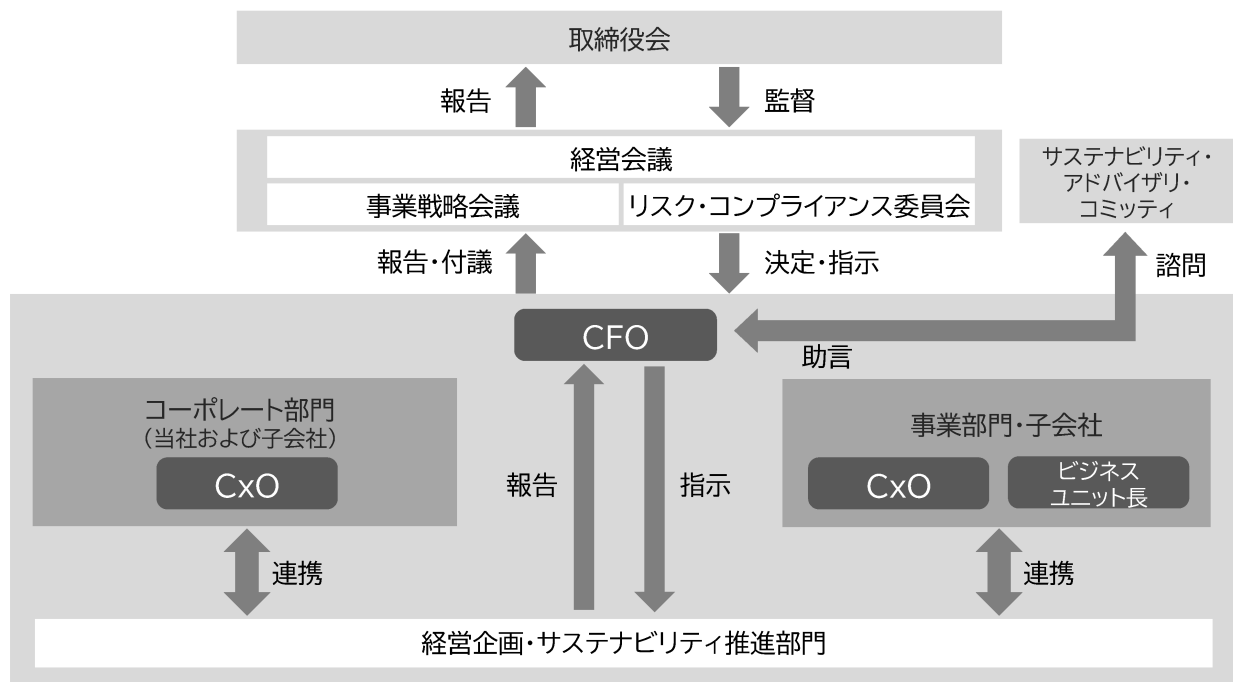 取締役会
報告
監督
経営会議
事業戦略会議
リスク・コンプライアンス委員会
サステナビリティ・
アドバイザリ・
コミッティ
報告・付議
決定・指示
諮問
CFO
助言
コーポレート部門
（当社および子会社）
CxO
事業部門・子会社
CxO
ビジネス
ユニット長
報告
指示
連携
連携
経営企画・サステナビリティ推進部門